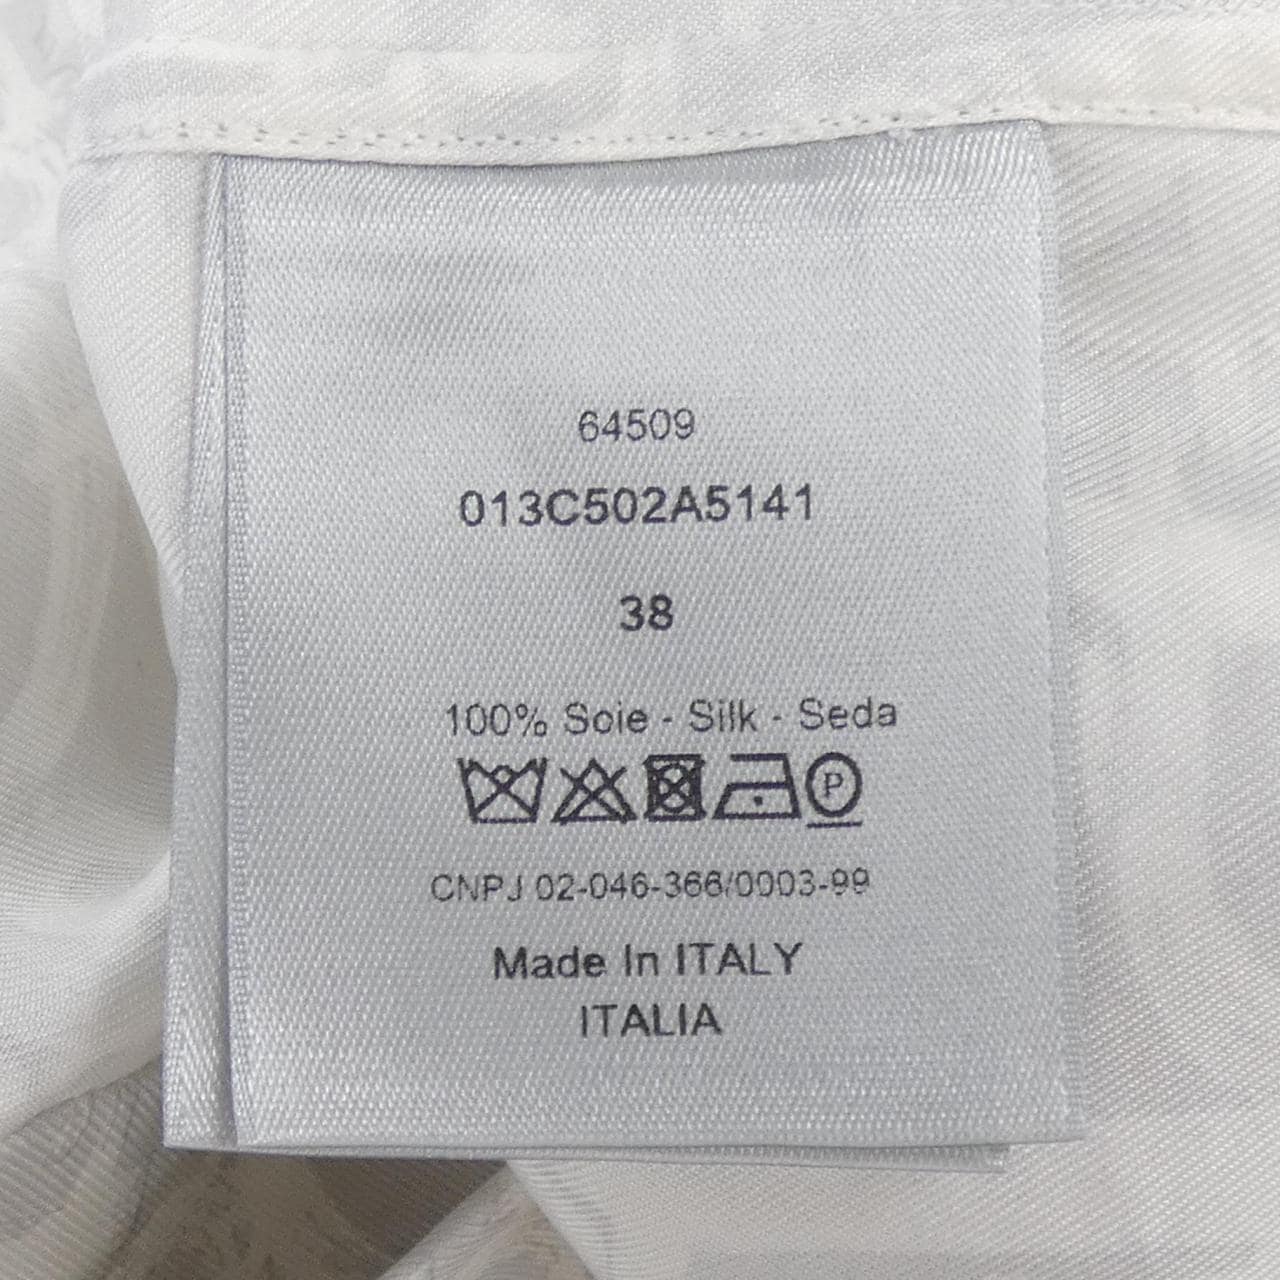 64509
013C502A5141
38
100% Soie - Silk - Seda
P
CNPJ 02-046-366/0003-99
Made In ITALY
ITALIA